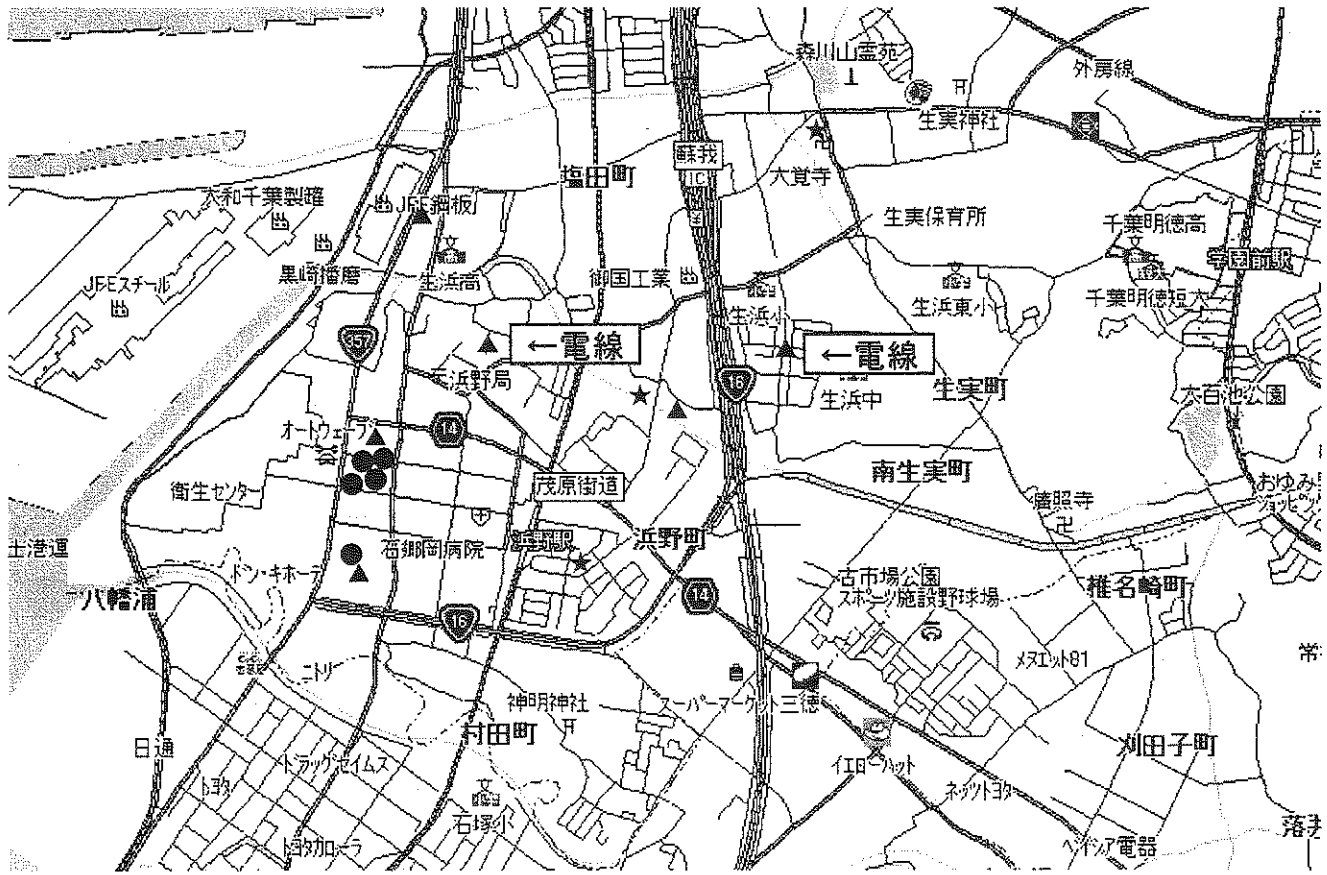 森川山霊苑
外房線
生実神社
蘇我
IC
大覚寺
塩田町
大和千葉製罐
JFE鋼板
生実保育所
千葉明徳高
学園前駅
黒崎播磨
生浜高
御国工業
JFEスチール
生浜小
生浜東小
千葉明徳短大
357
←電線
←電線
16
浜野局
生浜中
生実町
大百池公園
オートウェーブ
14
南生実町
衛生センター
茂原街道
おゆみ野
廣照寺
石郷岡病院
浜野駅
浜野町
ドン・キホーテ
古市場公園
スポーツ施設野球場
椎名崎町
八幡浦
14
16
メヌエット81
ニトリ
神明神社
スーパーマーケット三徳
村田町
日通
イエローハット
刈田子町
ドラッグセイムス
トヨタ
ネッツトヨタ
石塚小
トヨタカローラ
ベイシア電器